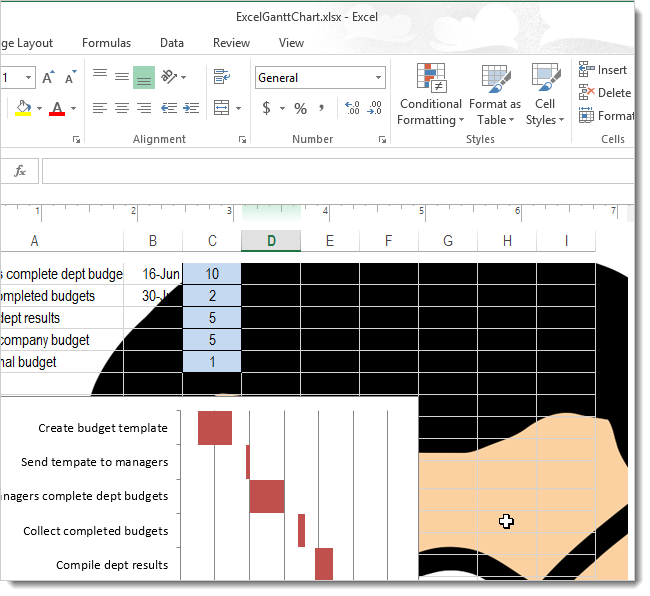 ExcelGanttChart.xlsx - Excel
ge Layout Formulas Data Review View
1 A A General Insert
A $ % , .0 .00 Conditional Formatting Format as Table Cell Styles Delete
Format
Alignment Number Styles Cells
fx
1 2 3 4 5 6 7
A B C D E F G H I
s complete dept budge 16-Jun 10
ompleted budgets 30-J 2
dept results 5
company budget 5
nal budget 1
Create budget template
Send tempate to managers
nagers complete dept budgets
Collect completed budgets
Compile dept results